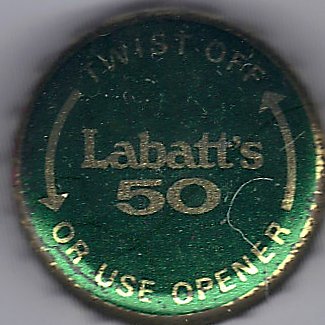 TWIST OFF
Labatt's
50
OR USE OPENER